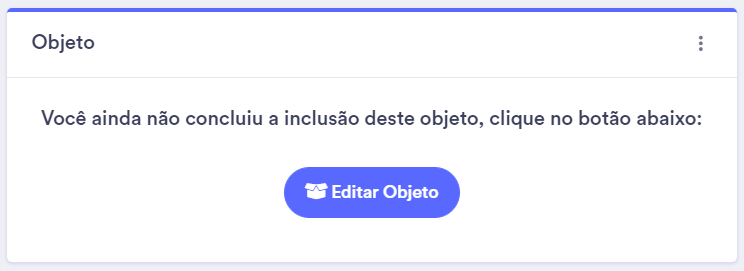 Objeto
Você ainda não concluiu a inclusão deste objeto, clique no botão abaixo:
Editar Objeto